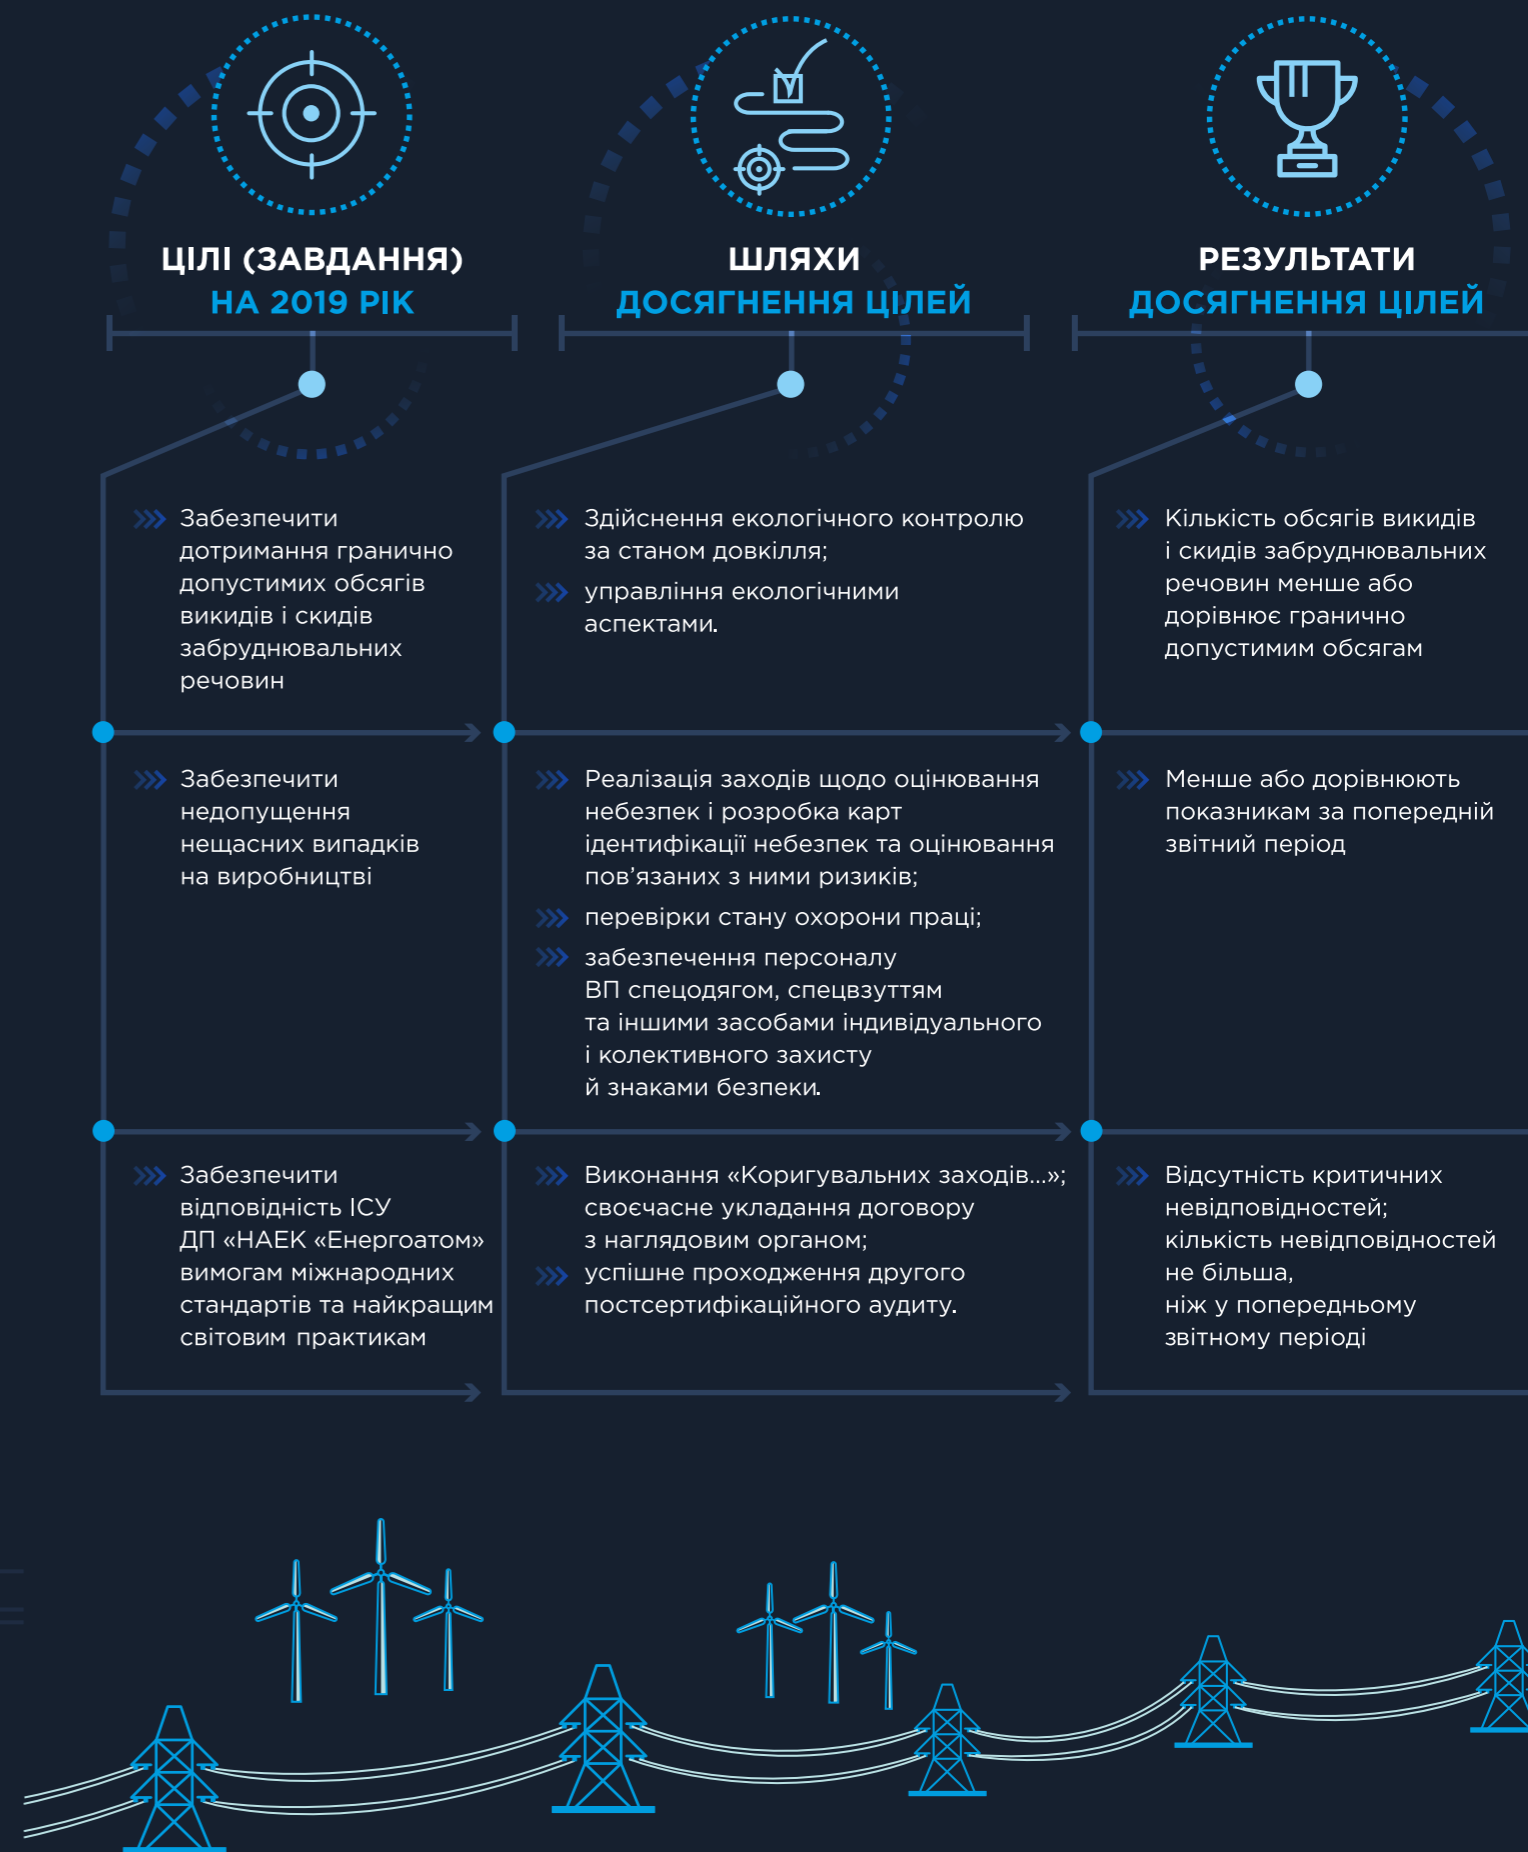 ЦІЛІ (ЗАВДАННЯ)
НА 2019 РІК
ШЛЯХИ
ДОСЯГНЕННЯ ЦІЛЕЙ
РЕЗУЛЬТАТИ
ДОСЯГНЕННЯ ЦІЛЕЙ
Забезпечити
дотримання гранично
допустимих обсягів
викидів і скидів
забруднювальних
речовин
Здійснення екологічного контролю
за станом довкілля;
управління екологічними
аспектами.
Кількість обсягів викидів
і скидів забруднювальних
речовин менше або
дорівнює гранично
допустимим обсягам
Забезпечити
недопущення
нещасних випадків
на виробництві
Реалізація заходів щодо оцінювання
небезпек і розробка карт
ідентифікації небезпек та оцінювання
пов’язаних з ними ризиків;
перевірки стану охорони праці;
забезпечення персоналу
ВП спецодягом, спецвзуттям
та іншими засобами індивідуального
і колективного захисту
й знаками безпеки.
Менше або дорівнюють
показникам за попередній
звітний період
Забезпечити
відповідність ІСУ
ДП «НАЕК «Енергоатом»
вимогам міжнародних
стандартів та найкращим
світовим практикам
Виконання «Коригувальних заходів...»;
своєчасне укладання договору
з наглядовим органом;
успішне проходження другого
постсертифікаційного аудиту.
Відсутність критичних
невідповідностей;
кількість невідповідностей
не більша,
ніж у попередньому
звітному періоді